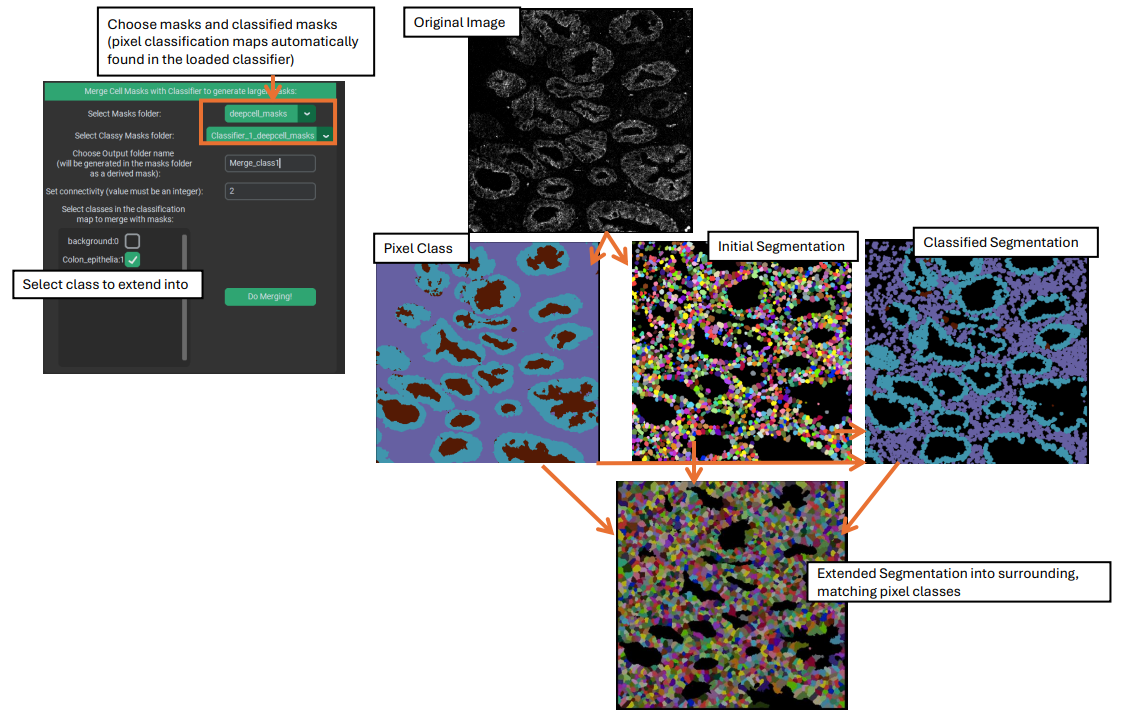 Choose masks and classified masks
(pixel classification maps automatically
found in the loaded classifier)
Original Image
Merge Cell Masks with Classifier to generate large masks:
Select Masks folder:
deepcell_masks
Select Classy Masks folder:
Classifier_1_deepcell_masks
Choose Output folder name
(will be generated in the masks folder
as a derived mask):
Merge_class1
Set connectivity (value must be an integer):
2
Select classes in the classification
map to merge with masks:
background:0
Colon_epithelia:1
Select class to extend into
Do Merging!
Pixel Class
Initial Segmentation
Classified Segmentation
Extended Segmentation into surrounding,
matching pixel classes